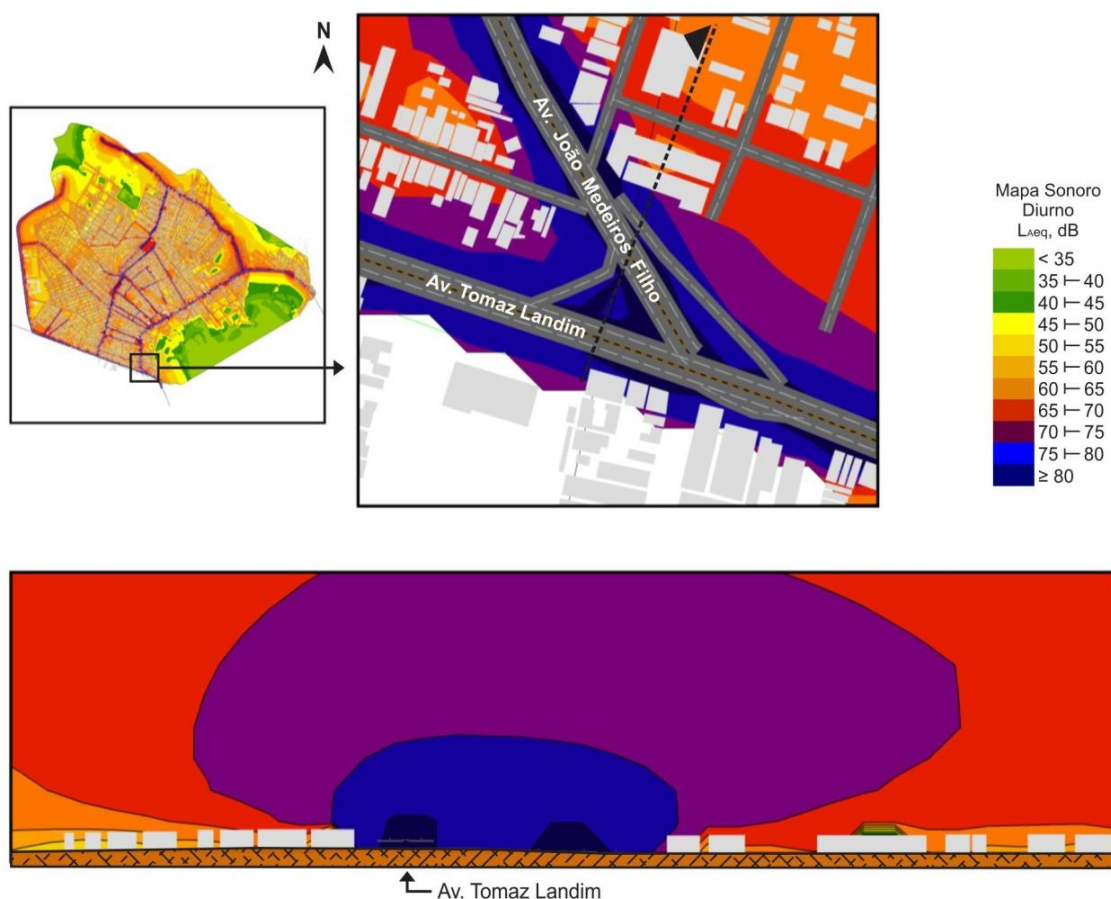 N
Av. João Medeiros Filho
Av. Tomaz Landim
Mapa Sonoro
Diurno
LAeq, dB
< 35
35 ⊢ 40
40 ⊢ 45
45 ⊢ 50
50 ⊢ 55
55 ⊢ 60
60 ⊢ 65
65 ⊢ 70
70 ⊢ 75
75 ⊢ 80
≥ 80
Av. Tomaz Landim